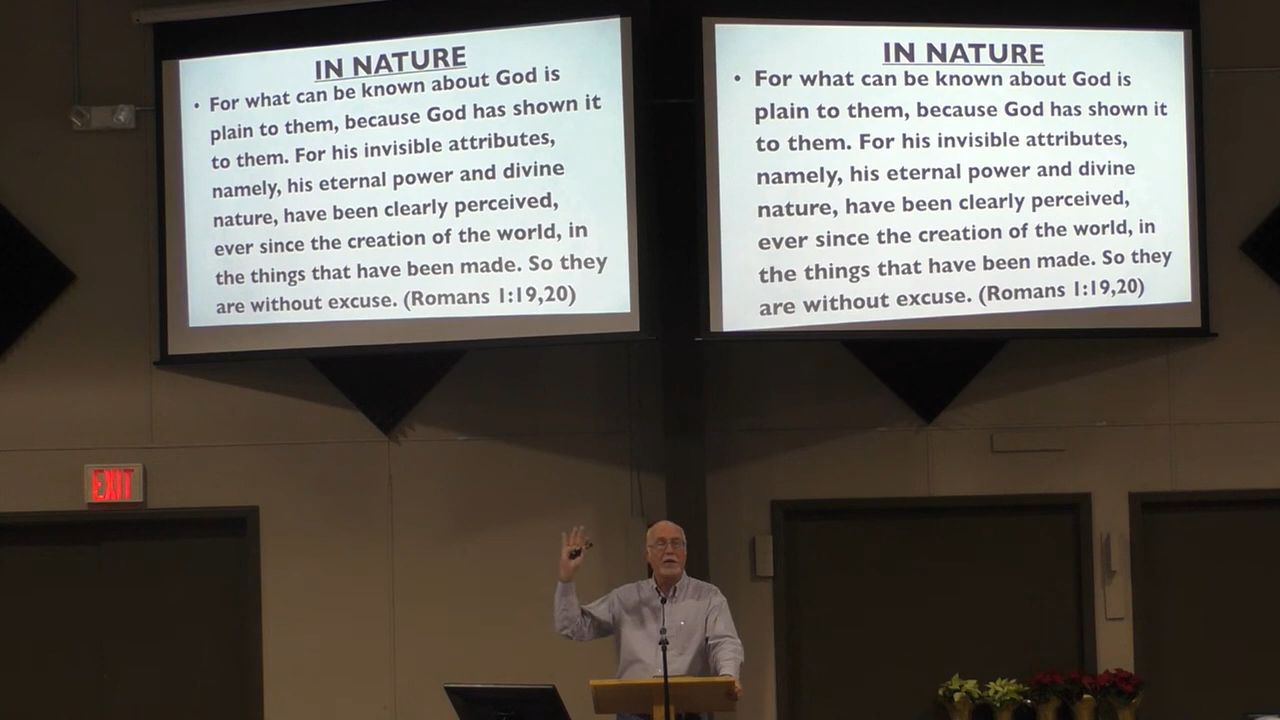 IN NATURE
• For what can be known about God is
plain to them, because God has shown it
to them. For his invisible attributes,
namely, his eternal power and divine
nature, have been clearly perceived,
ever since the creation of the world, in
the things that have been made. So they
are without excuse. (Romans 1:19,20)
IN NATURE
• For what can be known about God is
plain to them, because God has shown it
to them. For his invisible attributes,
namely, his eternal power and divine
nature, have been clearly perceived,
ever since the creation of the world, in
the things that have been made. So they
are without excuse. (Romans 1:19,20)
EXIT